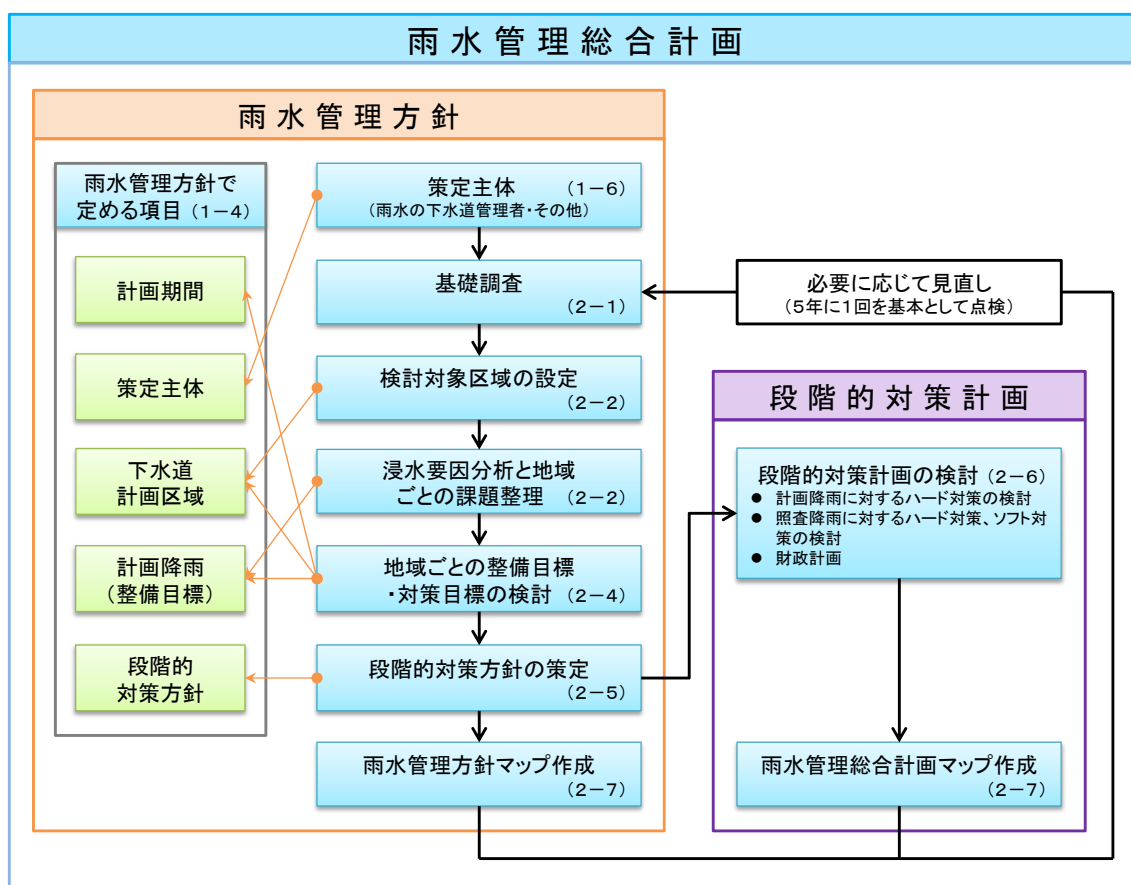 雨水管理総合計画
雨水管理方針
雨水管理方針で
定める項目（１－４）
計画期間
策定主体
下水道
計画区域
計画降雨
（整備目標）
段階的
対策方針
策定主体　（１－６）
（雨水の下水道管理者・その他）
基礎調査
（２－１）
検討対象区域の設定
（２－２）
浸水要因分析と地域
ごとの課題整理（２－２）
地域ごとの整備目標
・対策目標の検討（２－４）
段階的対策方針の策定
（２－５）
雨水管理方針マップ作成
（２－７）
必要に応じて見直し
（５年に１回を基本として点検）
段階的対策計画
段階的対策計画の検討（２－６）
● 計画降雨に対するハード対策の検討
● 照査降雨に対するハード対策、ソフト対
策の検討
● 財政計画
雨水管理総合計画マップ作成
（２－７）